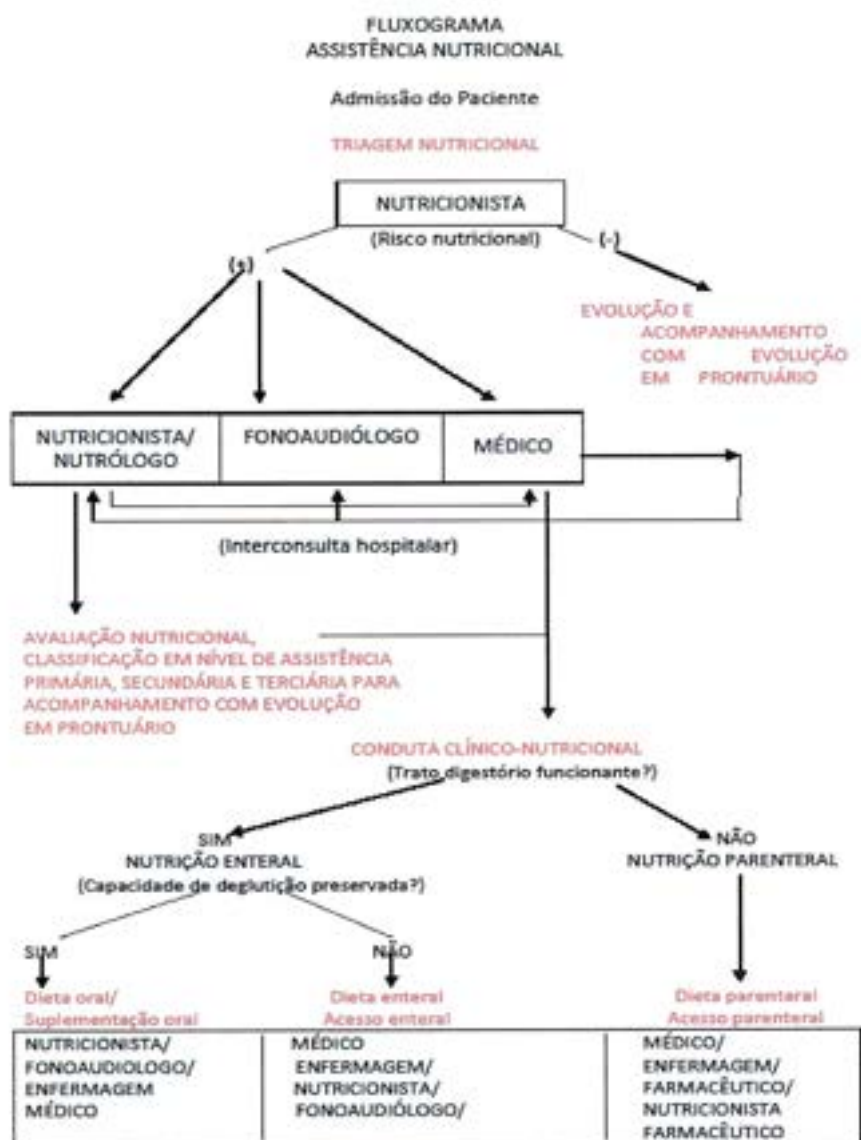 FLUXOGRAMA
ASSISTÊNCIA NUTRICIONAL
Admissão do Paciente
TRIAGEM NUTRICIONAL
NUTRICIONISTA
(Risco nutricional)
(-)
(s)
EVOLUÇÃO E
ACOMPANHAMENTO
COM EVOLUÇÃO
EM PRONTUÁRIO
NUTRICIONISTA/
NUTRÓLOGO
FONOAUDIÓLOGO
MÉDICO
(Interconsulta hospitalar)
AVALIAÇÃO NUTRICIONAL,
CLASSIFICAÇÃO EM NÍVEL DE ASSISTÊNCIA
PRIMÁRIA, SECUNDÁRIA E TERCIÁRIA PARA
ACOMPANHAMENTO COM EVOLUÇÃO
EM PRONTUÁRIO
CONDUTA CLÍNICO-NUTRICIONAL
(Trato digestório funcionante?)
SIM
NUTRIÇÃO ENTERAL
(Capacidade de deglutição preservada?)
NÃO
NUTRIÇÃO PARENTERAL
SIM
NÃO
Dieta oral/
Suplementação oral
Dieta enteral
Acesso enteral
Dieta parentaral
Acesso parenteral
NUTRICIONISTA/
FONOAUDIOLOGO/
ENFERMAGEM
MÉDICO
MÉDICO
ENFERMAGEM/
NUTRICIONISTA/
FONOAUDIÓLOGO/
MÉDICO/
ENFERMAGEM/
FARMACÊUTICO/
NUTRICIONISTA
FARMACÊUTICO